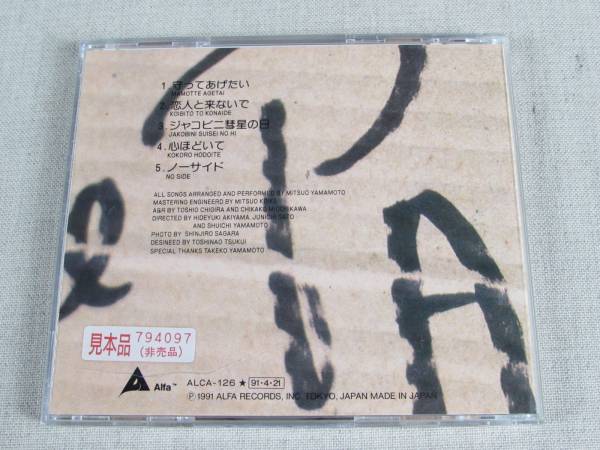 1. 守ってあげたい
MAMOTTE AGETAI
2. 恋人と来ないで
KOIBITO TO KONAIDE
3. ジャコビニ彗星の日
JAKOBINI SUISEI NO HI
4. 心ほどいて
KOKORO HODOITE
5. ノーサイド
NO SIDE
ALL SONGS ARRANGED AND PERFORMED BY MITSUO YAMAMOTO
MASTERING ENGINEERD BY MITSUO KOIKE
A&R BY TOSHIO CHIGIRA AND CHIKAKO MIDORIKAWA
DIRECTED BY HIDEYUKI AKIYAMA, JUNICHI SATO
AND SHUICHI YAMAMOTO
PHOTO BY SHINJIRO SAGARA
DESINEED BY TOSHINAO TSUKUI
SPECIAL THANKS TAKEKO YAMAMOTO
見本品 794097
(非売品)
Alfa™ ALCA-126 ★ 91・4・21
Ⓟ 1991 ALFA RECORDS, INC. TOKYO, JAPAN MADE IN JAPAN